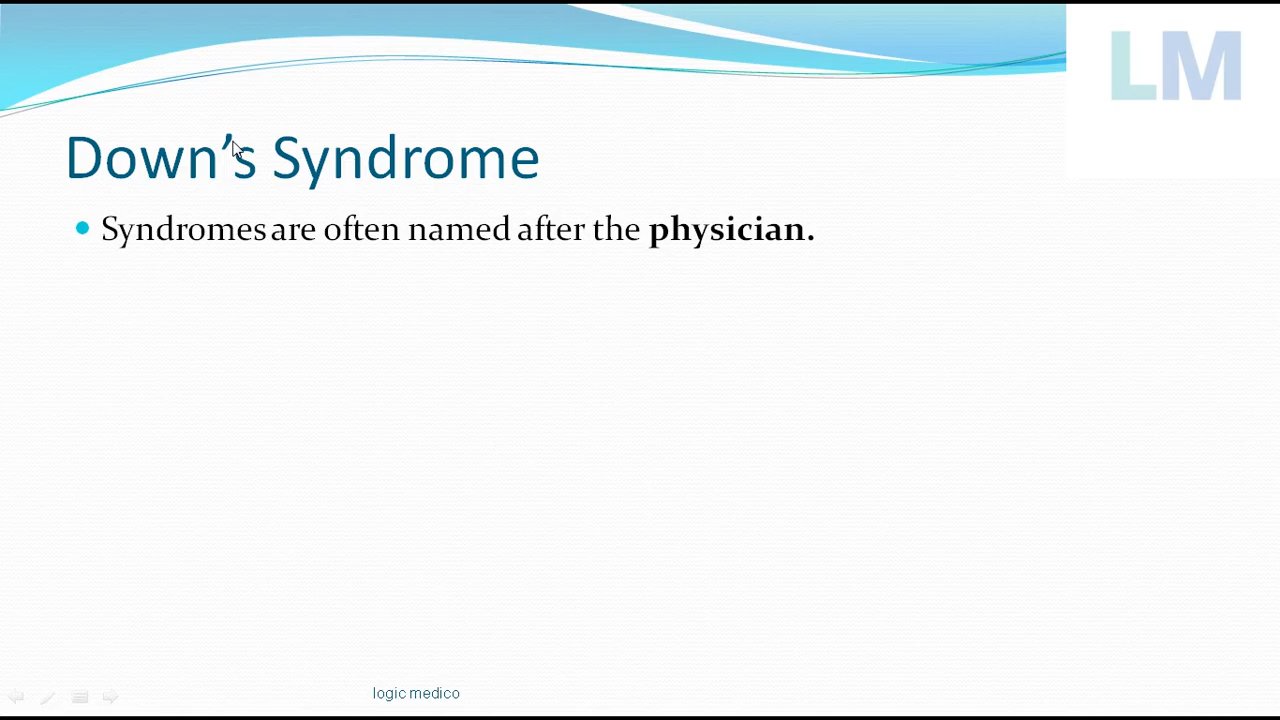 LM
Down’s Syndrome
Syndromes are often named after the physician.
logic medico